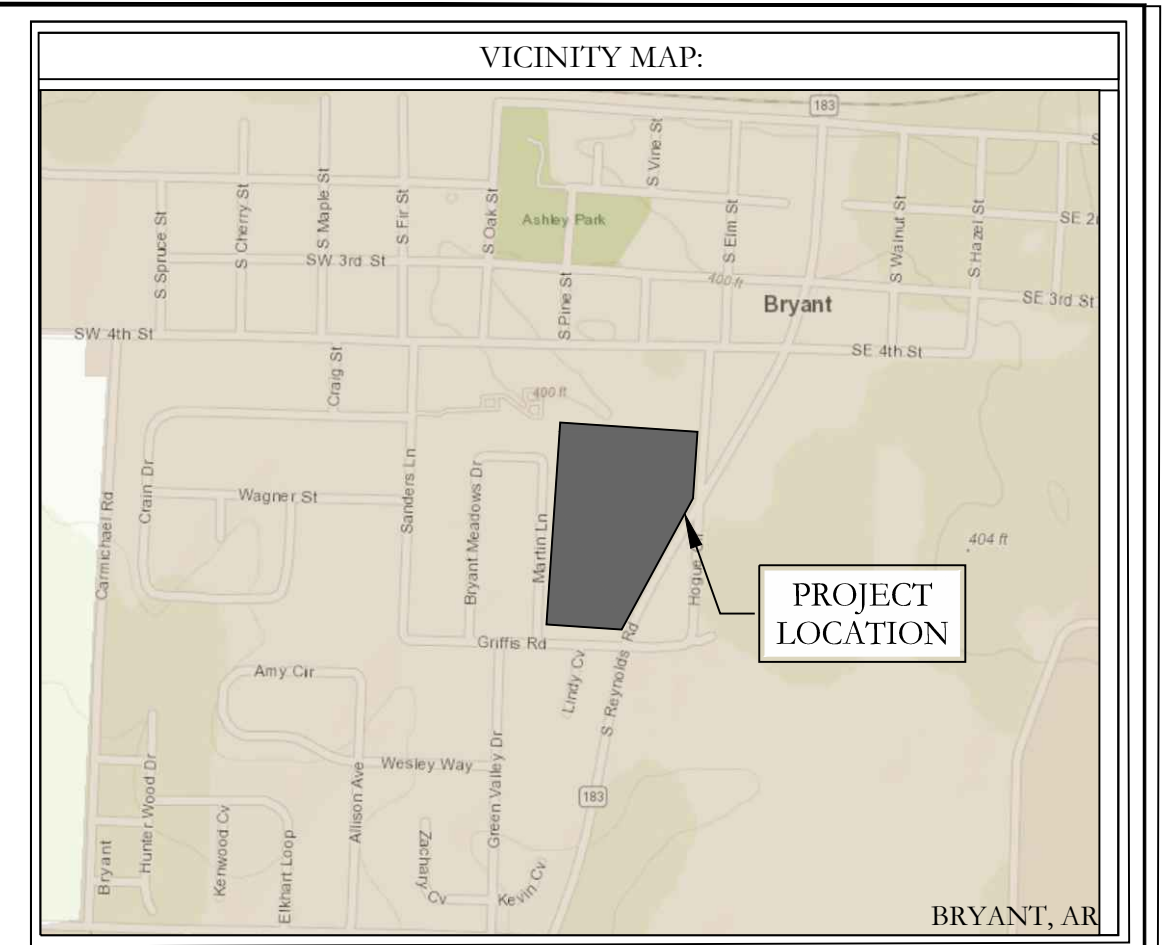 VICINITY MAP:
183
S Vine St
S Maple St
S Cherry St
S Fir St
S Oak St
Ashley Park
S Elm St
S Walnut St
S Hazel St
S Spruce St
SW 3rd St
S Pine St
400 ft
Bryant
SE 3rd St
SW 4th St
SE 4th St
Craig St
400 ft
Crain Dr
Wagner St
Sanders Ln
Bryant Meadows Dr
Martin Ln
Carmichael Rd
404 ft
PROJECT
LOCATION
Griffis Rd
Lindy Cv
S Reynolds Rd
Amy Cir
Wesley Way
Green Valley Dr
183
Hunter Wood Dr
Allison Ave
Bryant
Kenwood Cv
Elkhart Loop
Zachary
Cv
Kevin Cv
BRYANT, AR